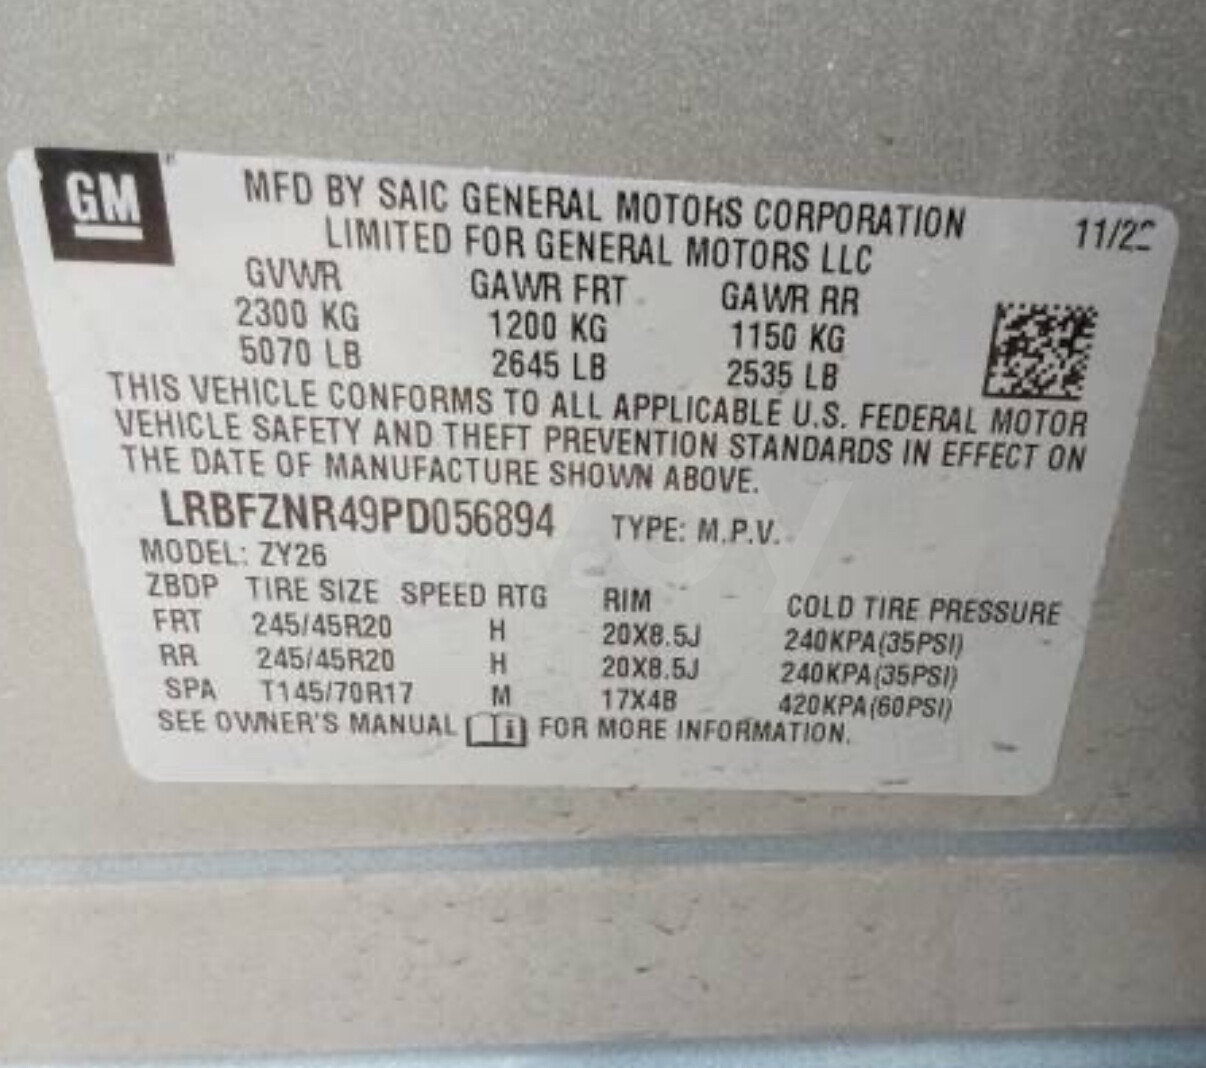 GM
MFD BY SAIC GENERAL MOTORS CORPORATION
LIMITED FOR GENERAL MOTORS LLC
GVWR GAWR FRT GAWR RR
2300 KG 1200 KG 1150 KG
5070 LB 2645 LB 2535 LB
THIS VEHICLE CONFORMS TO ALL APPLICABLE U.S. FEDERAL MOTOR
VEHICLE SAFETY AND THEFT PREVENTION STANDARDS IN EFFECT ON
THE DATE OF MANUFACTURE SHOWN ABOVE.
LRBFZNR49PD056894 TYPE: M.P.V.
MODEL: ZY26
ZBDP TIRE SIZE SPEED RTG RIM COLD TIRE PRESSURE
FRT 245/45R20 H 20X8.5J 240KPA(35PSI)
RR 245/45R20 H 20X8.5J 240KPA(35PSI)
SPA T145/70R17 M 17X4B 420KPA(60PSI)
SEE OWNER'S MANUAL FOR MORE INFORMATION.